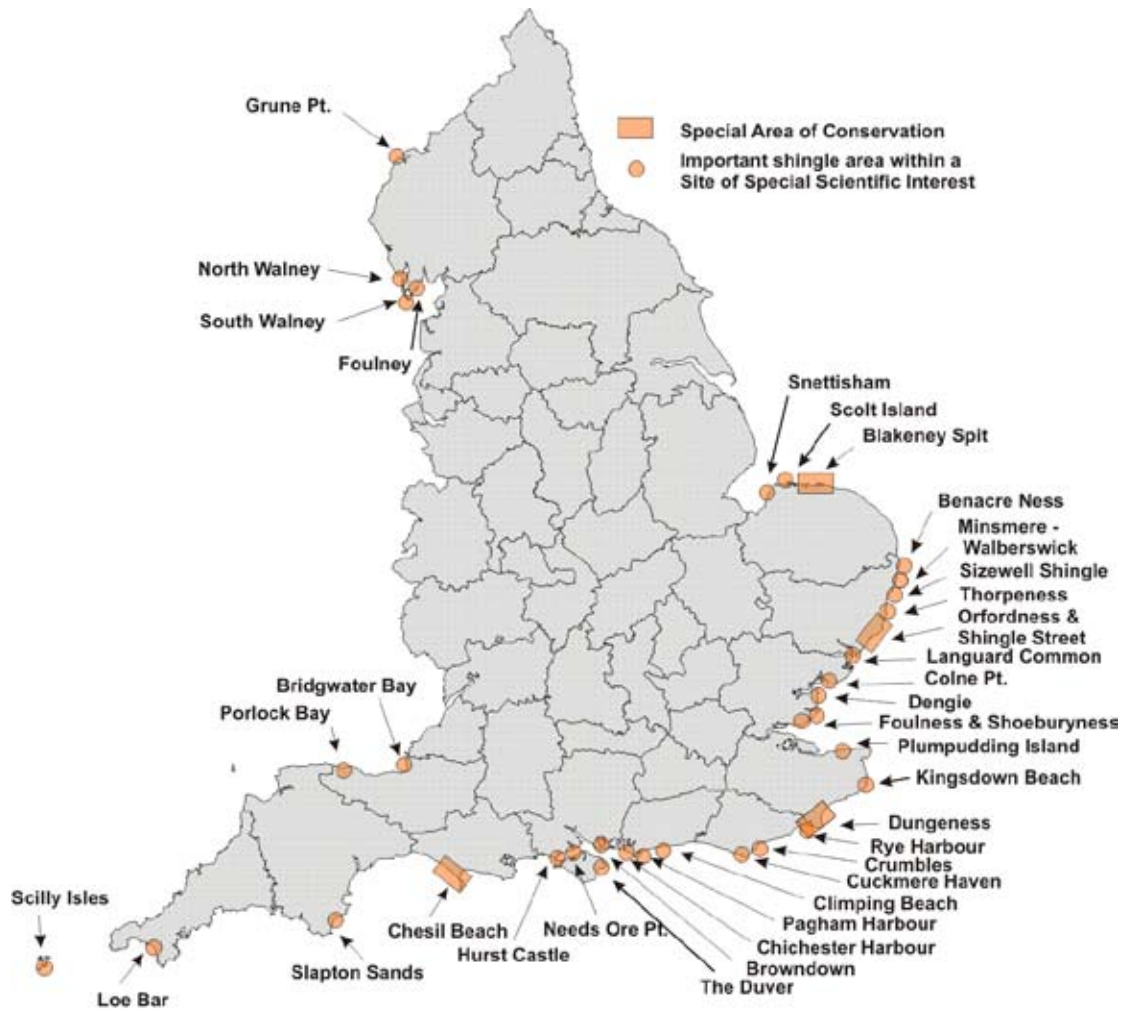 Grune Pt.
Special Area of Conservation
Important shingle area within a
Site of Special Scientific Interest
North Walney
South Walney
Foulney
Snettisham
Scolt Island
Blakeney Spit
Benacre Ness
Minsmere -
Walberswick
Sizewell Shingle
Thorpeness
Orfordness &
Shingle Street
Languard Common
Colne Pt.
Dengie
Foulness & Shoeburyness
Plumpudding Island
Kingsdown Beach
Dungeness
Rye Harbour
Crumbles
Cuckmere Haven
Climping Beach
Pagham Harbour
Chichester Harbour
Browndown
The Duver
Bridgwater Bay
Porlock Bay
Needs Ore Pt.
Hurst Castle
Chesil Beach
Slapton Sands
Scilly Isles
Loe Bar